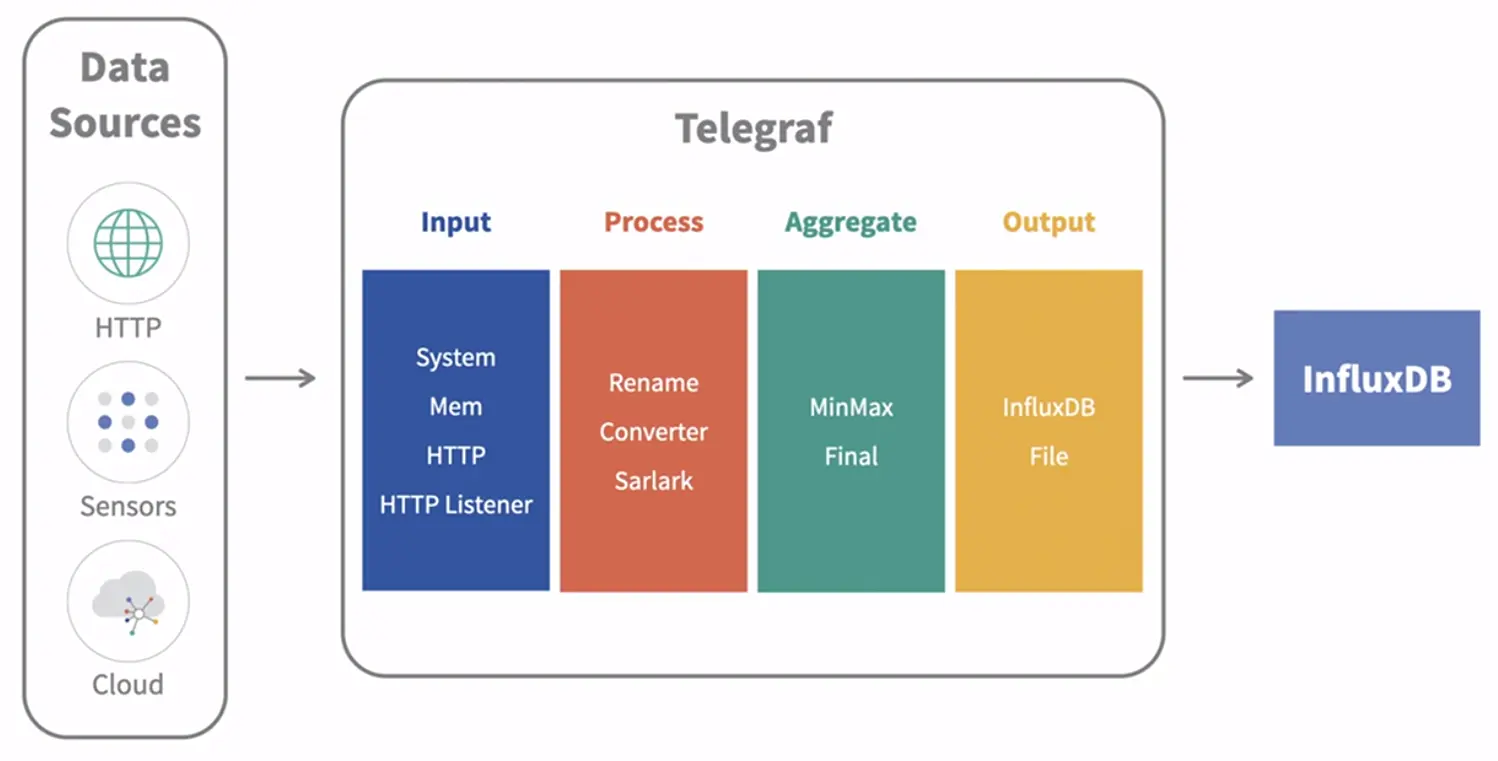 Data
Sources
HTTP
Sensors
Cloud
Telegraf
Input
System
Mem
HTTP
HTTP Listener
Process
Rename
Converter
Sarlark
Aggregate
MinMax
Final
Output
InfluxDB
File
InfluxDB